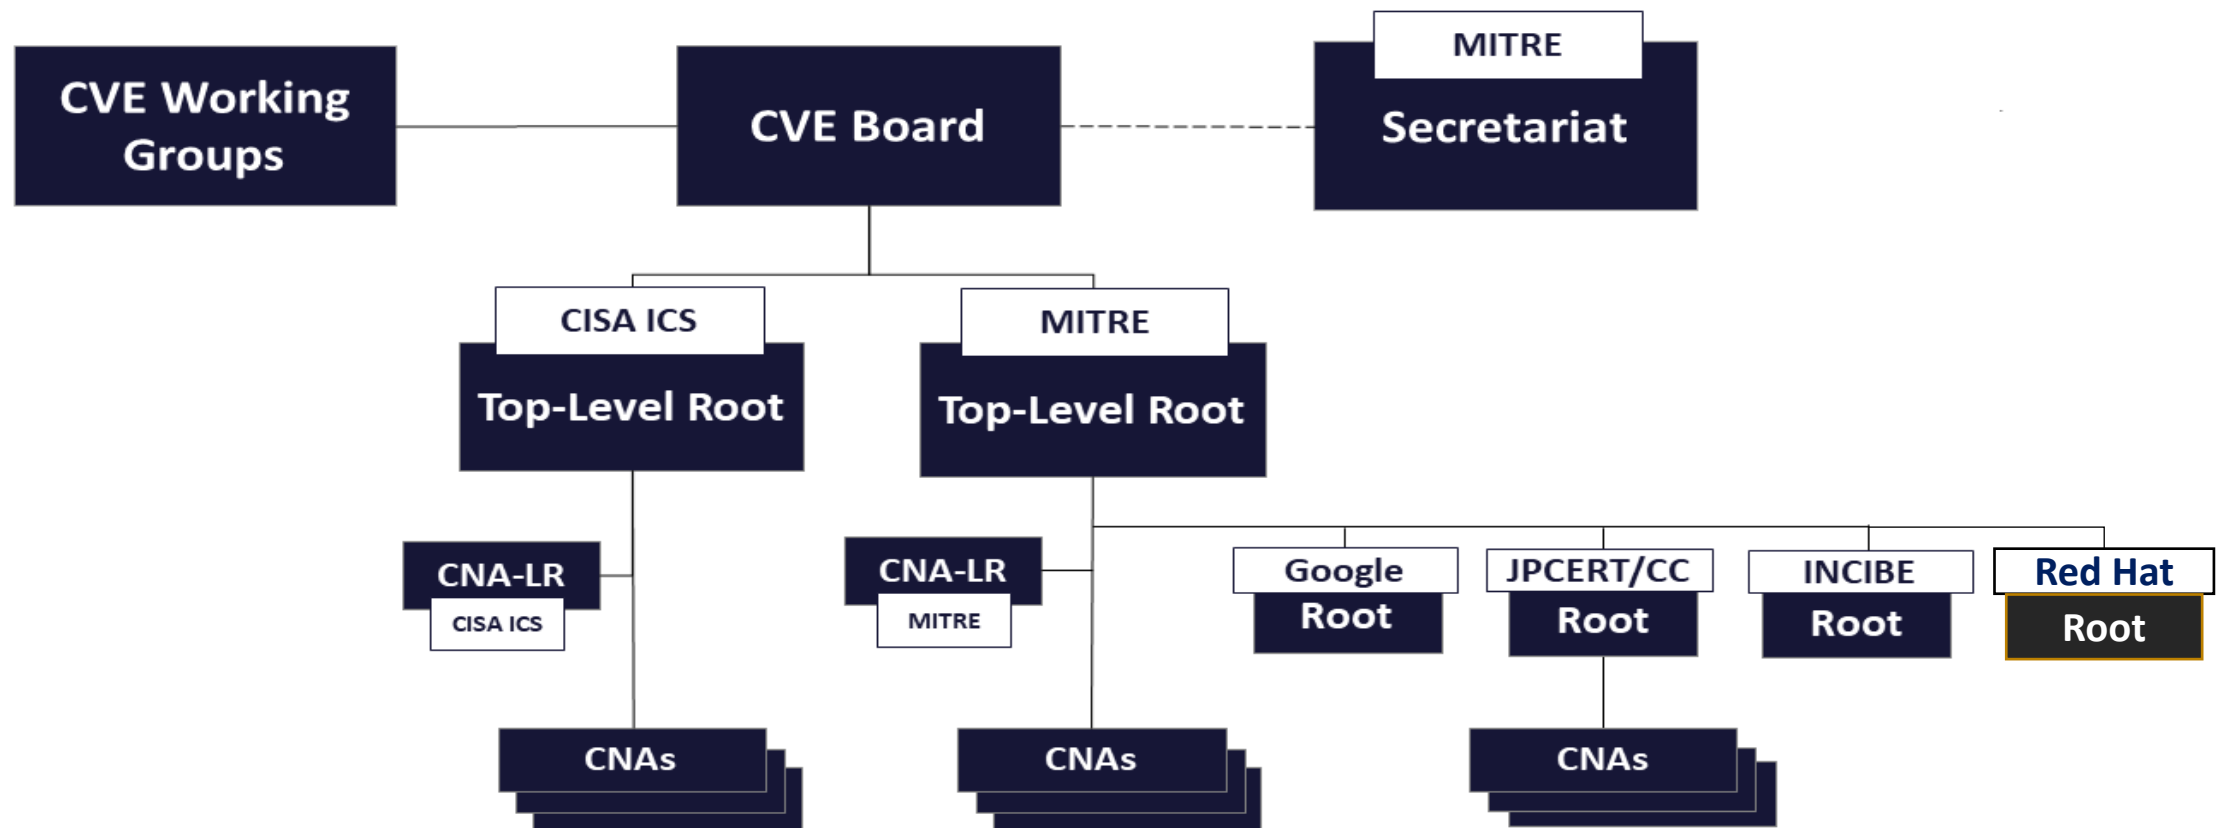 CVE Working
Groups
CVE Board
MITRE
Secretariat
CISA ICS
Top-Level Root
MITRE
Top-Level Root
CNA-LR
CISA ICS
CNA-LR
MITRE
Google
Root
JPCERT/CC
Root
INCIBE
Root
Red Hat
Root
CNAs
CNAs
CNAs